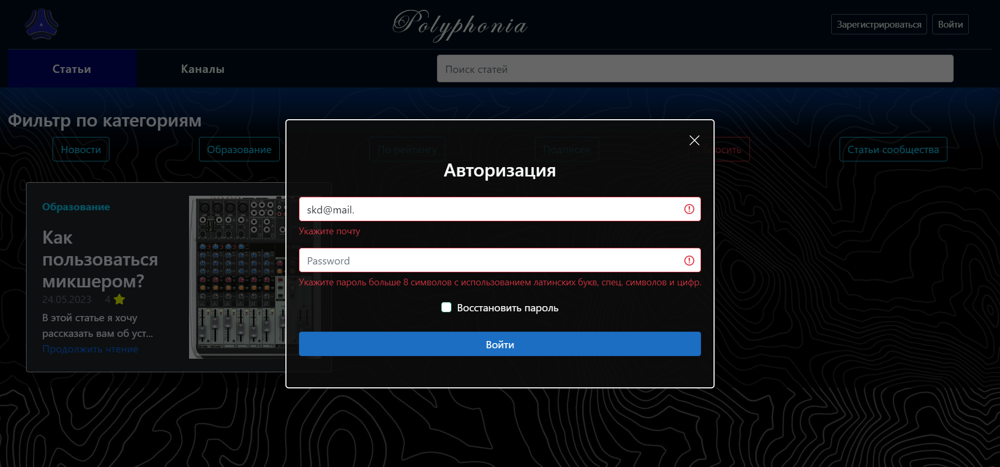 Polyphonia
Зарегистрироваться
Войти
Статьи
Каналы
Поиск статей
Фильтр по категориям
Новости
Образование
По рейтингу
Подписки
Сбросить
Статьи сообщества
Образование
Как
пользоваться
микшером?
24.05.2023 4
В этой статье я хочу
рассказать вам об уст...
Продолжить чтение
Авторизация
skd@mail.
Укажите почту
Password
Укажите пароль больше 8 символов с использованием латинских букв, спец. символов и цифр.
Восстановить пароль
Войти